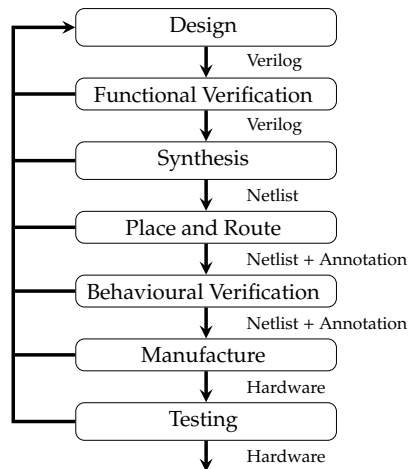 Design
Verilog
Functional Verification
Verilog
Synthesis
Netlist
Place and Route
Netlist + Annotation
Behavioural Verification
Netlist + Annotation
Manufacture
Hardware
Testing
Hardware